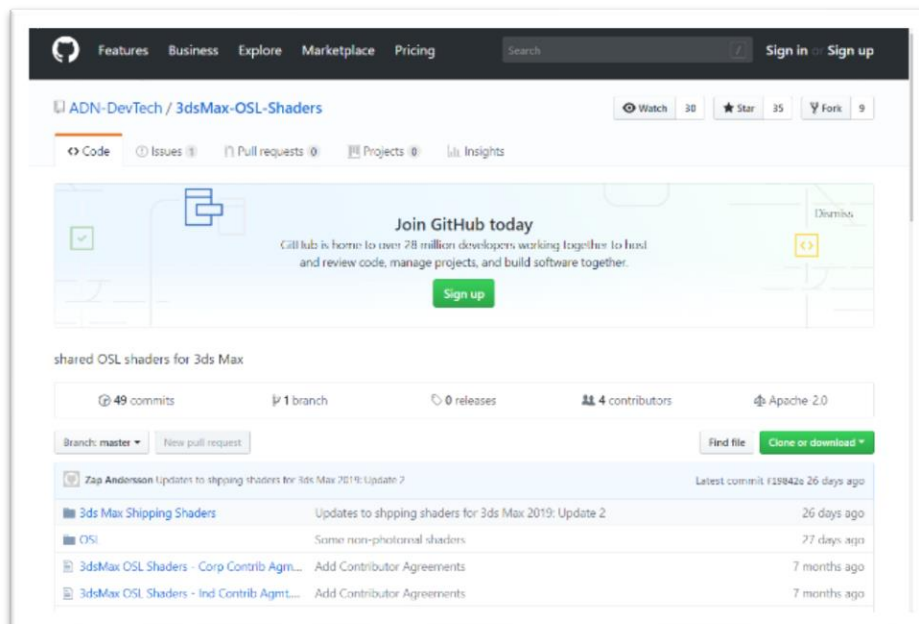 Features Business Explore Marketplace Pricing Search / Sign in or Sign up
ADN-DevTech / 3dsMax-OSL-Shaders Watch 30 Star 35 Fork 9
Code Issues 1 Pull requests 0 Projects 0 Insights
Dismiss
Join GitHub today
GitHub is home to over 28 million developers working together to host
and review code, manage projects, and build software together.
Sign up
shared OSL shaders for 3ds Max
49 commits 1 branch 0 releases 4 contributors Apache-2.0
Branch: master New pull request Find file Clone or download
Zap Andersson Updates to shpping shaders for 3ds Max 2019: Update 2 Latest commit f19842a 26 days ago
3ds Max Shipping Shaders Updates to shpping shaders for 3ds Max 2019: Update 2 26 days ago
OSL Some non-photoreal shaders 27 days ago
3dsMax OSL Shaders - Corp Contrib Agm... Add Contributor Agreements 7 months ago
3dsMax OSL Shaders - Ind Contrib Agmt.... Add Contributor Agreements 7 months ago